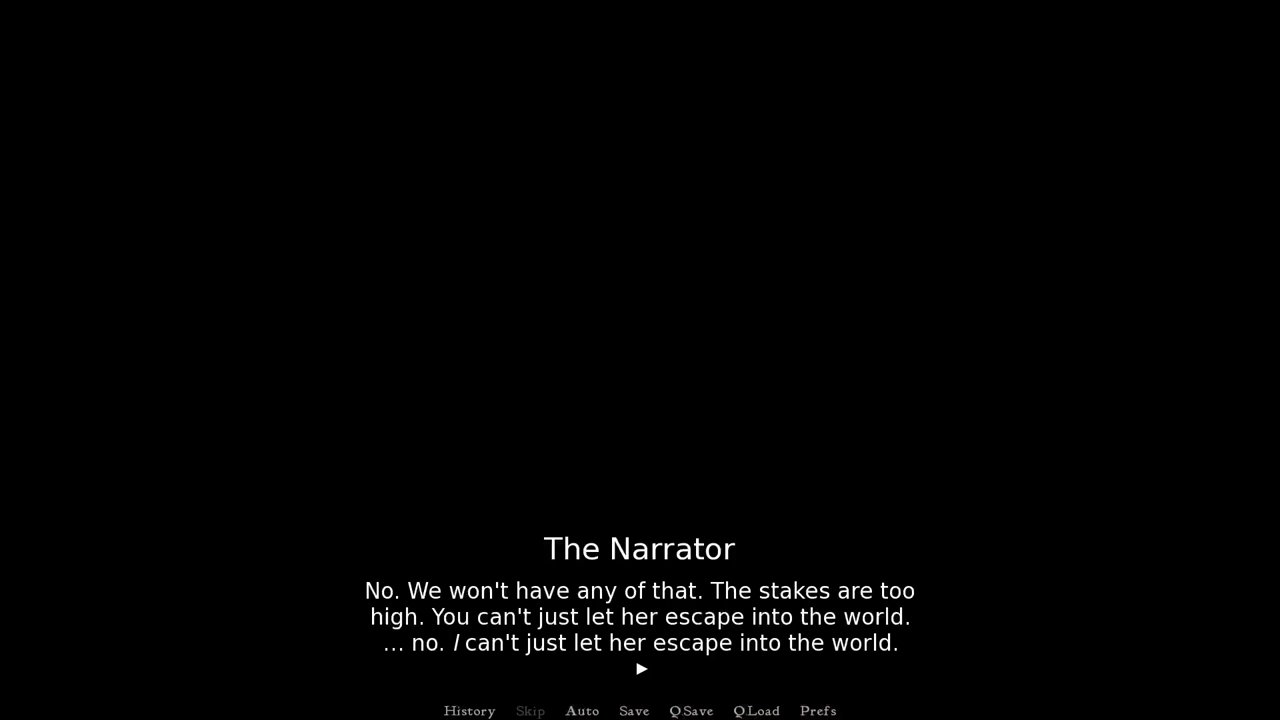 The Narrator
No. We won't have any of that. The stakes are too
high. You can't just let her escape into the world.
... no. I can't just let her escape into the world.
History Skip Auto Save Q.Save Q.Load Prefs